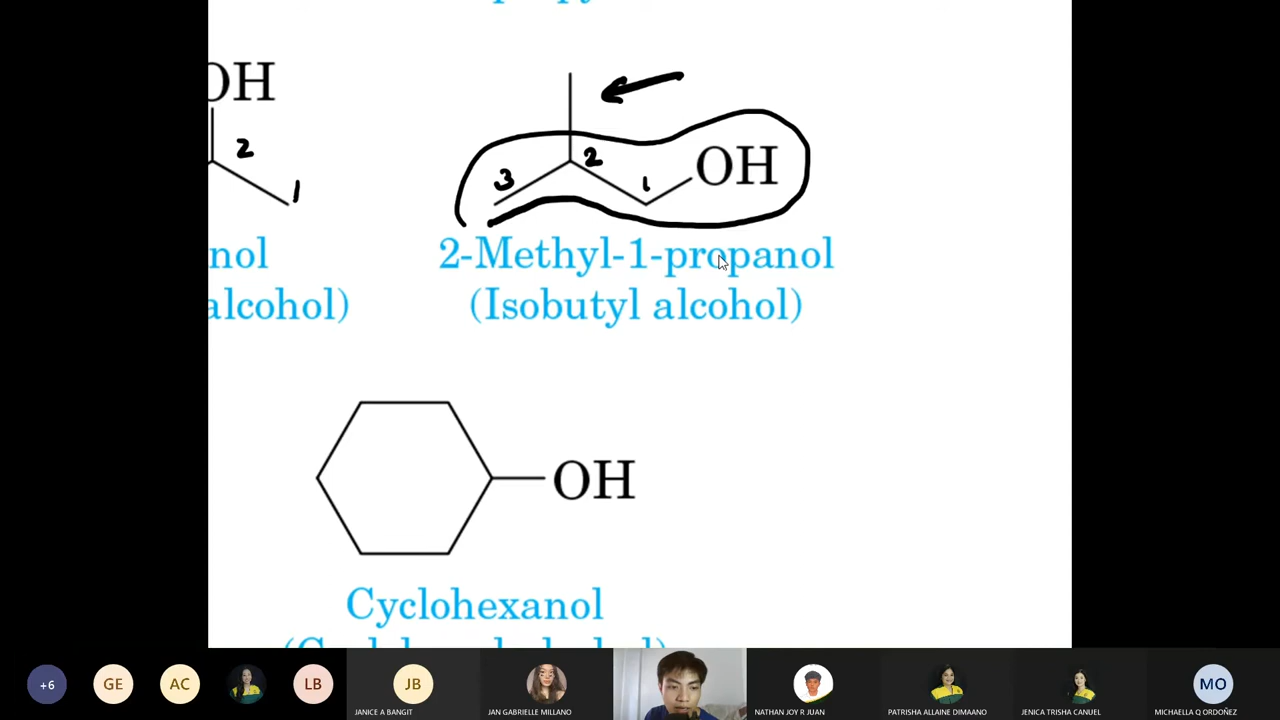 OH
2
1
nol
alcohol)
3
2
1
OH
2-Methyl-1-propanol
(Isobutyl alcohol)
OH
Cyclohexanol
+6
GE
AC
LB
JB
JANICE A BANGIT
JAN GABRIELLE MILLANO
NATHAN JOY R JUAN
PATRISHA ALLAINE DIMAANO
JENICA TRISHA CANUEL
MO
MICHAELLA Q ORDOÑEZ